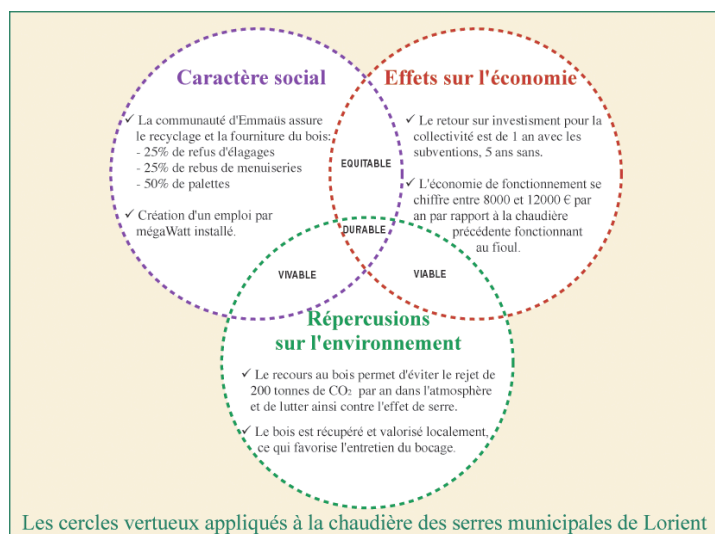 Caractère social
✓ La communauté d'Emmaüs assure
le recyclage et la fourniture du bois:
- 25% de refus d'élagages
- 25% de rebus de menuiseries
- 50% de palettes
✓ Création d'un emploi par
mégaWatt installé.
Effets sur l'économie
✓ Le retour sur investisment pour la
collectivité est de 1 an avec les
subventions, 5 ans sans.
✓ L'économie de fonctionnement se
chiffre entre 8000 et 12000 € par
an par rapport à la chaudière
précédente fonctionnant
au fioul.
EQUITABLE
DURABLE
VIVABLE
VIABLE
Répercusions
sur l'environnement
✓ Le recours au bois permet d'éviter le rejet de
200 tonnes de CO₂ par an dans l'atmosphère
et de lutter ainsi contre l'effet de serre.
✓ Le bois est récupéré et valorisé localement,
ce qui favorise l'entretien du bocage.
Les cercles vertueux appliqués à la chaudière des serres municipales de Lorient